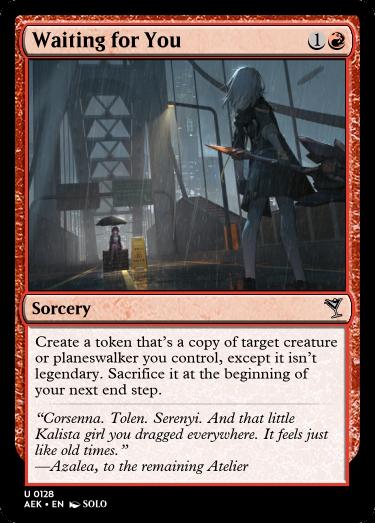 Waiting for You 1
Sorcery
Create a token that's a copy of target creature
or planeswalker you control, except it isn't
legendary. Sacrifice it at the beginning of
your next end step.
“Corsenna. Tolen. Serenyi. And that little
Kalista girl you dragged everywhere. It feels just
like old times.”
—Azalea, to the remaining Atelier
U 0128
AEK • EN SOLO